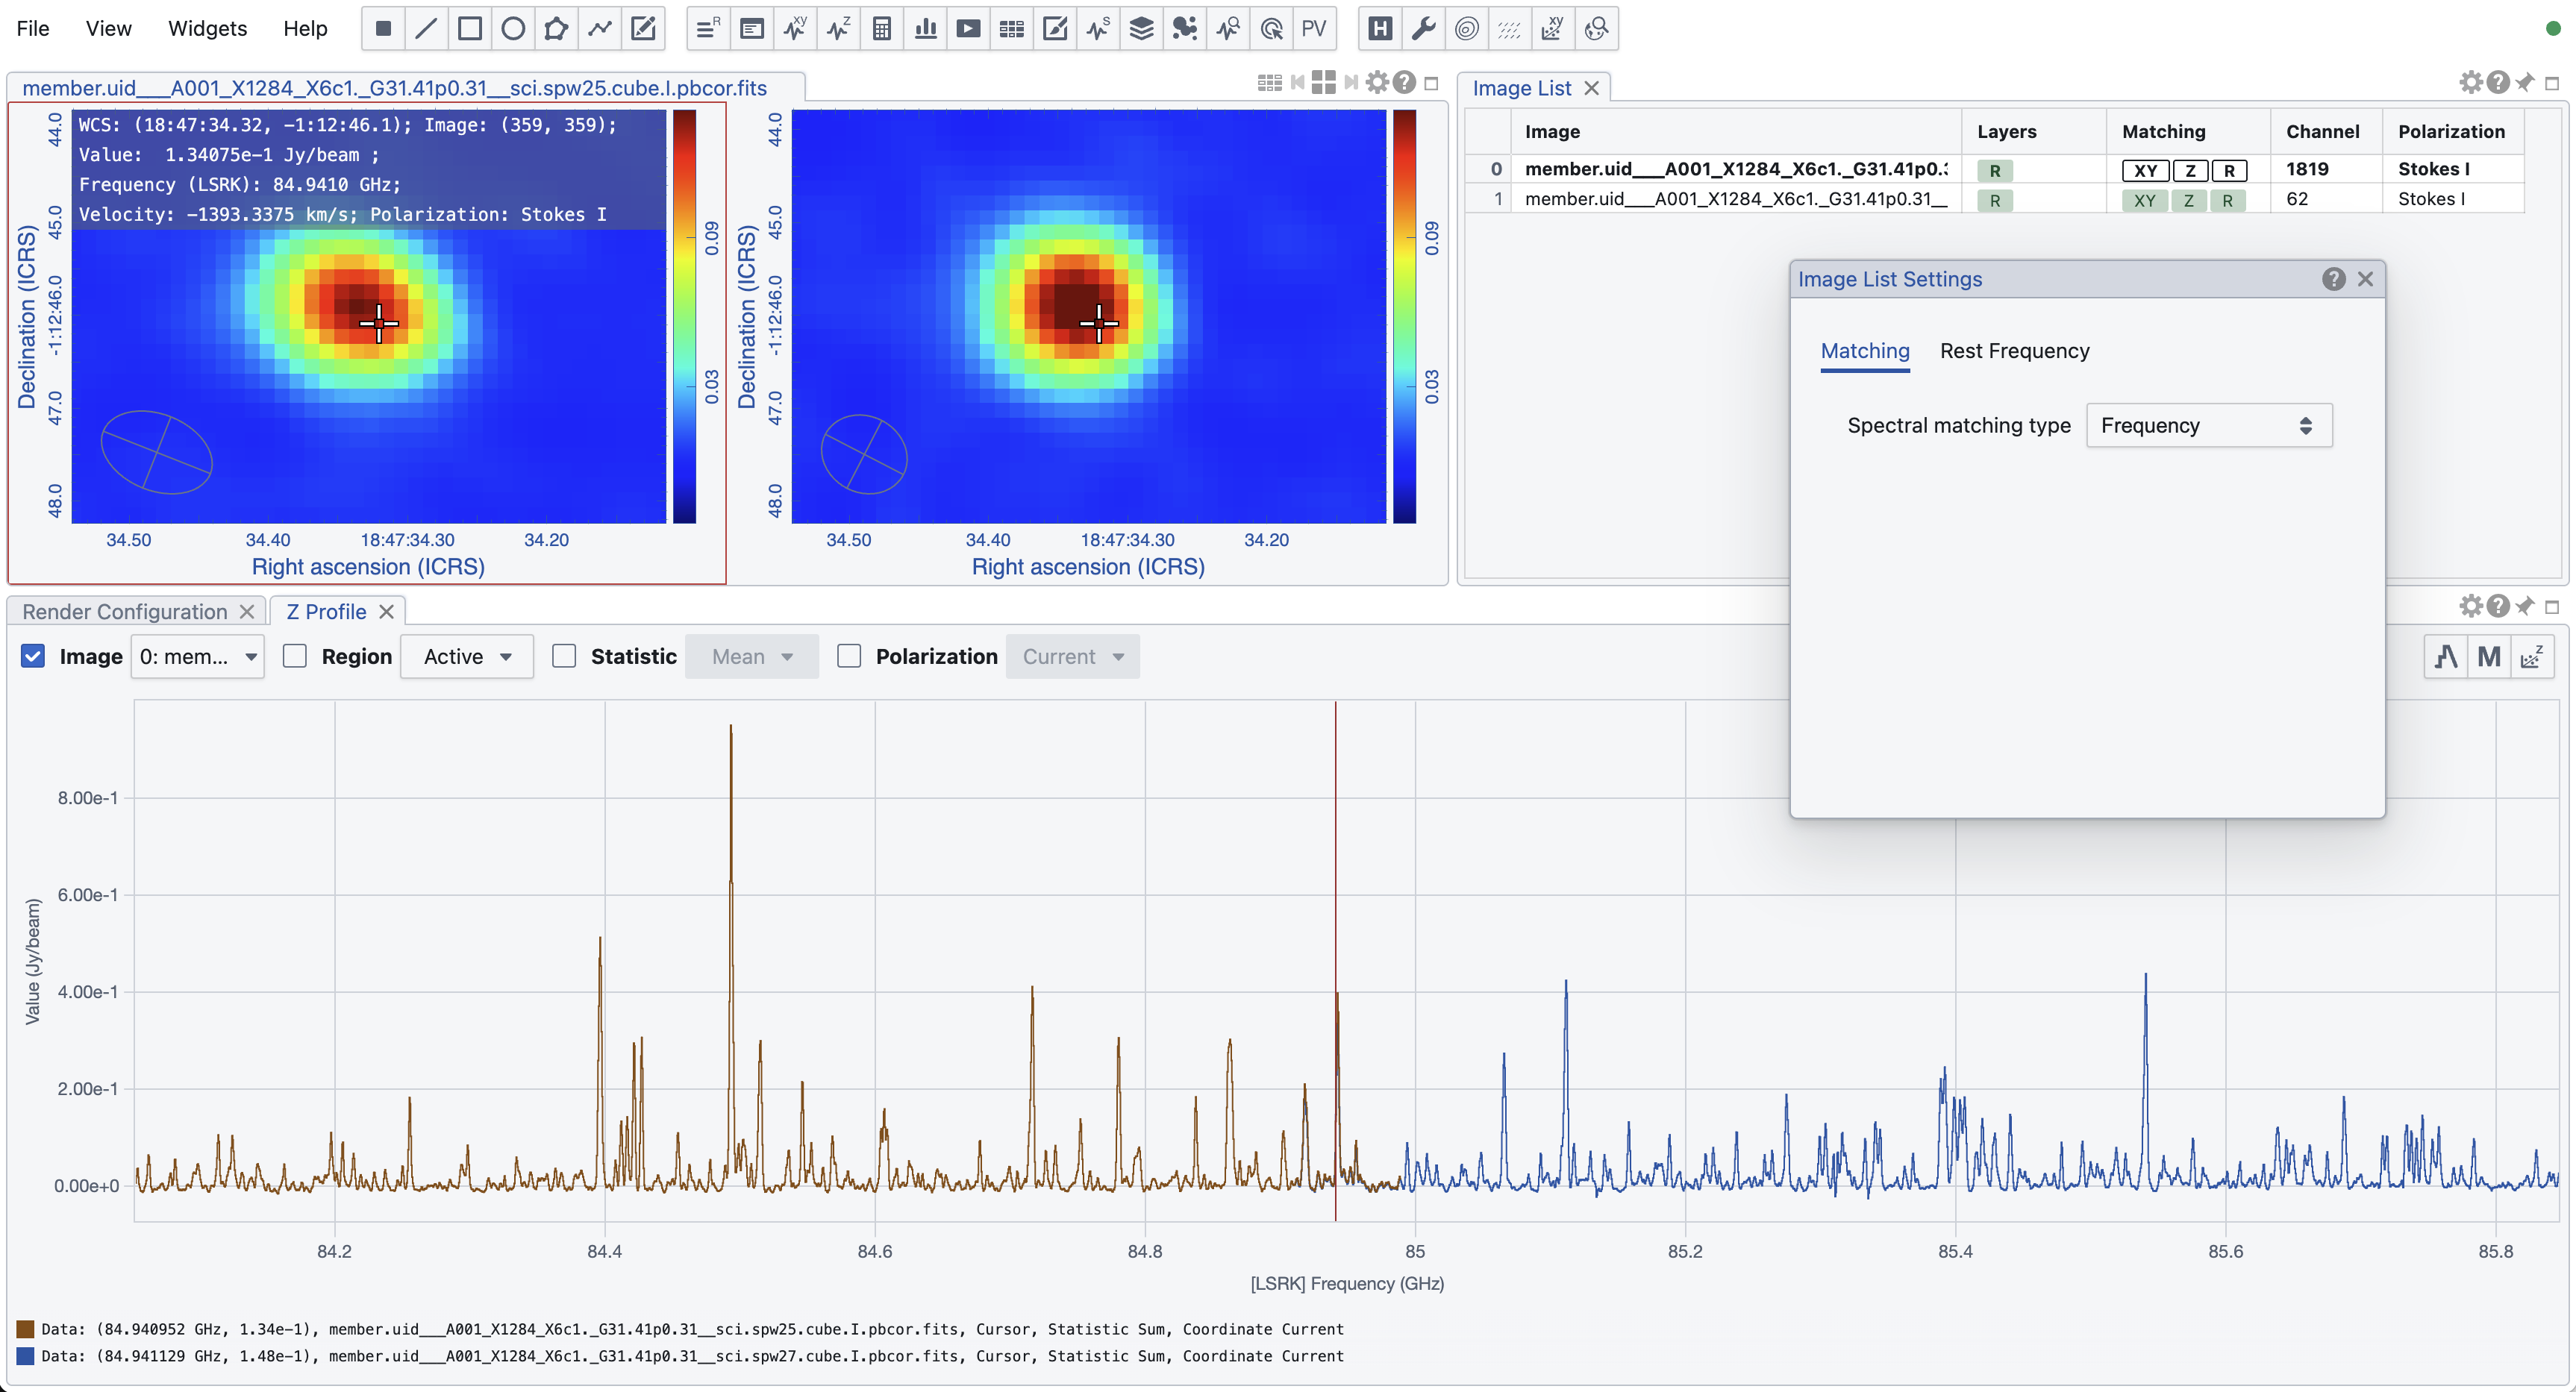 File View Widgets Help
R xy z S PV H xy
member.uid___A001_X1284_X6c1._G31.41p0.31__sci.spw25.cube.I.pbcor.fits
WCS: (18:47:34.32, −1:12:46.1); Image: (359, 359);
Value: 1.34075e−1 Jy/beam ;
Frequency (LSRK): 84.9410 GHz;
Velocity: −1393.3375 km/s; Polarization: Stokes I
Declination (ICRS)
44.0
45.0
-1:12:46.0
47.0
48.0
34.50 34.40 18:47:34.30 34.20
Right ascension (ICRS)
0.09
0.03
Declination (ICRS)
44.0
45.0
-1:12:46.0
47.0
48.0
34.50 34.40 18:47:34.30 34.20
Right ascension (ICRS)
0.09
0.03
Image List
Image Layers Matching Channel Polarization
0 member.uid___A001_X1284_X6c1._G31.41p0. R XY Z R 1819 Stokes I
1 member.uid___A001_X1284_X6c1._G31.41p0.31__ R XY Z R 62 Stokes I
Image List Settings
Matching Rest Frequency
Spectral matching type Frequency
Render Configuration Z Profile
Image 0: mem... Region Active Statistic Mean Polarization Current M z
Value (Jy/beam)
8.00e-1
6.00e-1
4.00e-1
2.00e-1
0.00e+0
84.2 84.4 84.6 84.8 85 85.2 85.4 85.6 85.8
[LSRK] Frequency (GHz)
Data: (84.940952 GHz, 1.34e−1), member.uid___A001_X1284_X6c1._G31.41p0.31__sci.spw25.cube.I.pbcor.fits, Cursor, Statistic Sum, Coordinate Current
Data: (84.941129 GHz, 1.48e−1), member.uid___A001_X1284_X6c1._G31.41p0.31__sci.spw27.cube.I.pbcor.fits, Cursor, Statistic Sum, Coordinate Current